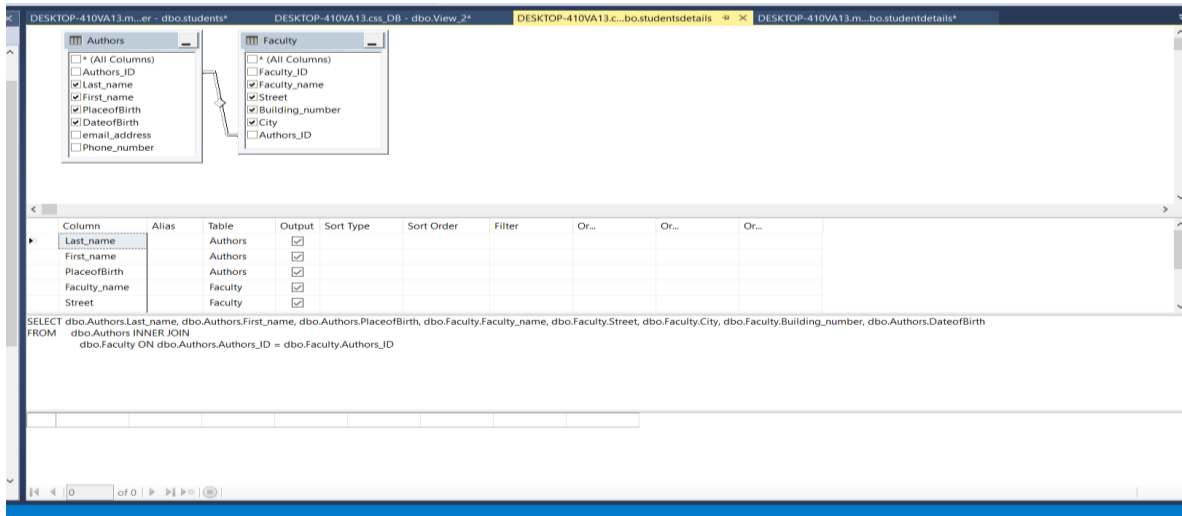 DESKTOP-410VA13.m...er - dbo.students* DESKTOP-410VA13.css_DB - dbo.View_2* DESKTOP-410VA13.c...bo.studentsdetails DESKTOP-410VA13.m...bo.studentdetails*
Authors
* (All Columns)
Authors_ID
Last_name
First_name
PlaceofBirth
DateofBirth
email_address
Phone_number
Faculty
* (All Columns)
Faculty_ID
Faculty_name
Street
Building_number
City
Authors_ID
Column Alias Table Output Sort Type Sort Order Filter Or... Or... Or...
Last_name Authors
First_name Authors
PlaceofBirth Authors
Faculty_name Faculty
Street Faculty
SELECT dbo.Authors.Last_name, dbo.Authors.First_name, dbo.Authors.PlaceofBirth, dbo.Faculty.Faculty_name, dbo.Faculty.Street, dbo.Faculty.City, dbo.Faculty.Building_number, dbo.Authors.DateofBirth
FROM dbo.Authors INNER JOIN
dbo.Faculty ON dbo.Authors.Authors_ID = dbo.Faculty.Authors_ID
0 of 0